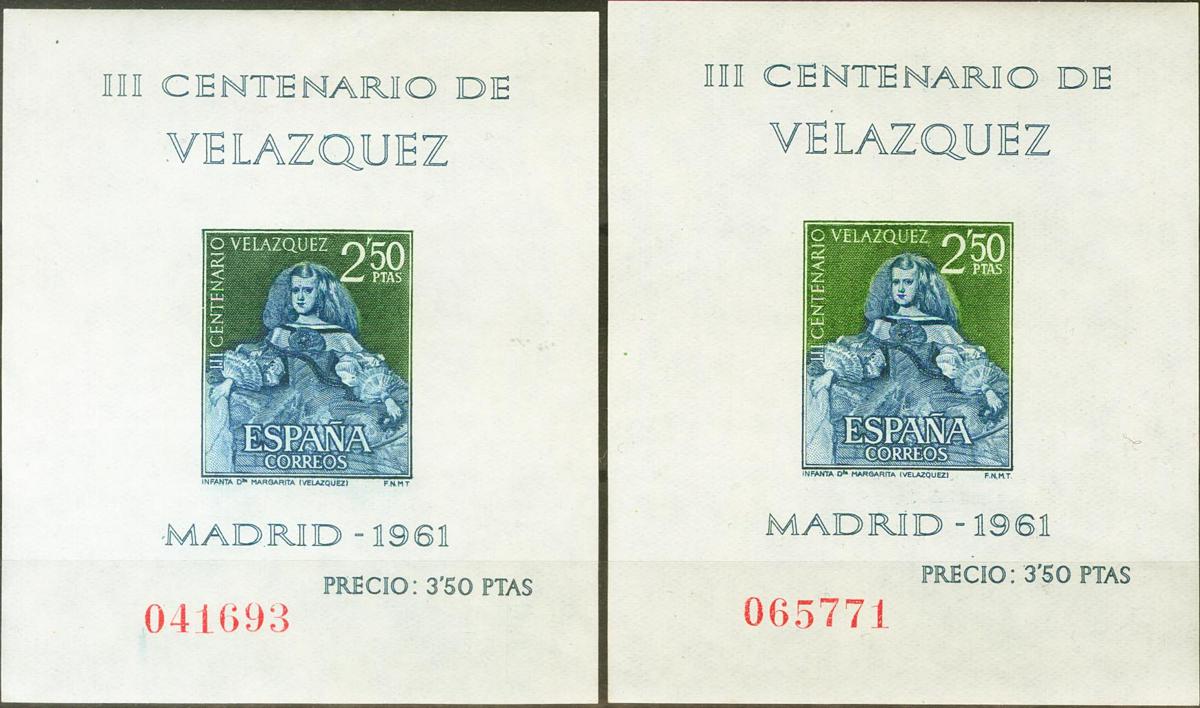 III CENTENARIO DE
VELAZQUEZ
III CENTENARIO VELAZQUEZ
2'50
PTAS
ESPAÑA
CORREOS
INFANTA Dña MARGARITA (VELAZQUEZ) F.N.M.T
MADRID - 1961
PRECIO: 3'50 PTAS
041693
III CENTENARIO DE
VELAZQUEZ
III CENTENARIO VELAZQUEZ
2'50
PTAS
ESPAÑA
CORREOS
INFANTA Dña MARGARITA (VELAZQUEZ) F.N.M.T.
MADRID - 1961
PRECIO: 3'50 PTAS
065771